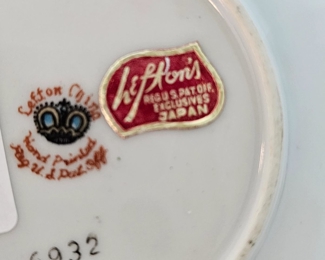 Lefton China
Hand Painted
Reg. U.S. Pat. Off.
Lefton's
REG. U.S. PAT. OFF.
EXCLUSIVES
JAPAN
6932